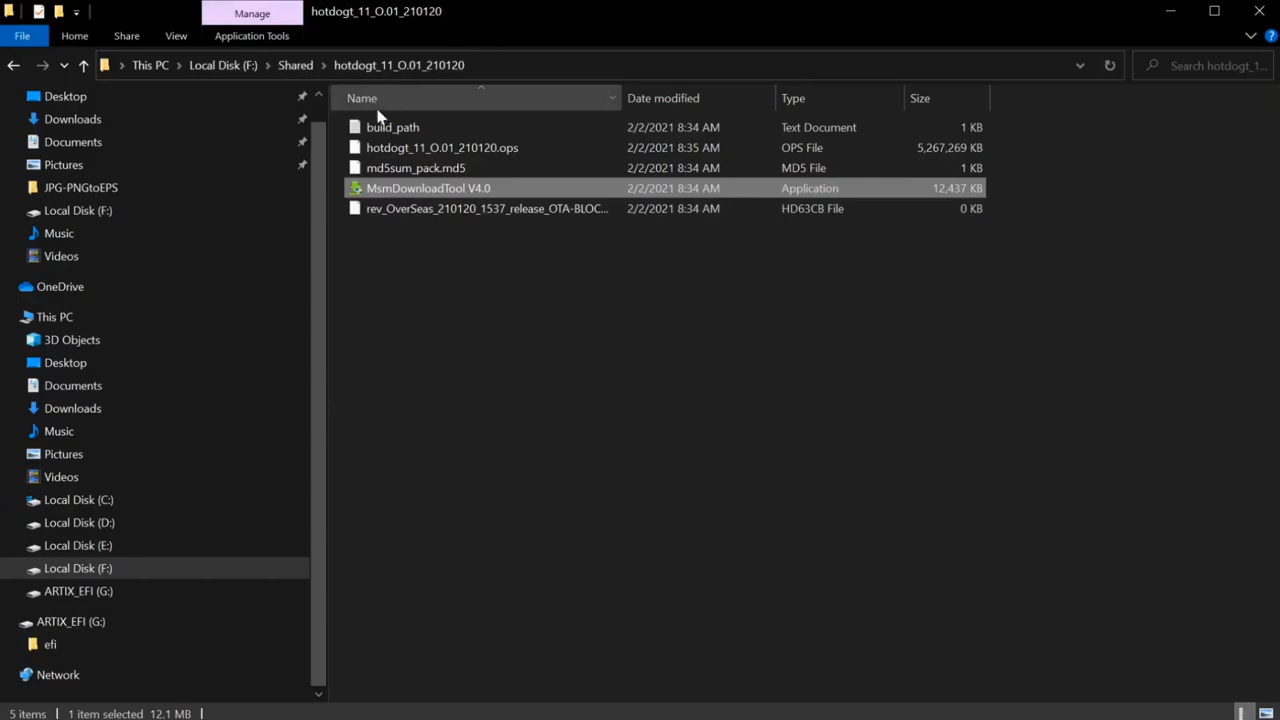 Manage
hotdogt_11_O.01_210120
File
Home
Share
View
Application Tools
This PC
Local Disk (F:)
Shared
hotdogt_11_O.01_210120
Search hotdogt_1...
Name
Date modified
Type
Size
build_path
2/2/2021 8:34 AM
Text Document
1 KB
hotdogt_11_O.01_210120.ops
2/2/2021 8:35 AM
OPS File
5,267,269 KB
md5sum_pack.md5
2/2/2021 8:34 AM
MD5 File
1 KB
MsmDownloadTool V4.0
2/2/2021 8:34 AM
Application
12,437 KB
rev_OverSeas_210120_1537_release_OTA-BLOC...
2/2/2021 8:34 AM
HD63CB File
0 KB
Desktop
Downloads
Documents
Pictures
JPG-PNGtoEPS
Local Disk (F:)
Music
Videos
OneDrive
This PC
3D Objects
Desktop
Documents
Downloads
Music
Pictures
Videos
Local Disk (C:)
Local Disk (D:)
Local Disk (E:)
Local Disk (F:)
ARTIX_EFI (G:)
ARTIX_EFI (G:)
efi
Network
5 items
1 item selected 12.1 MB